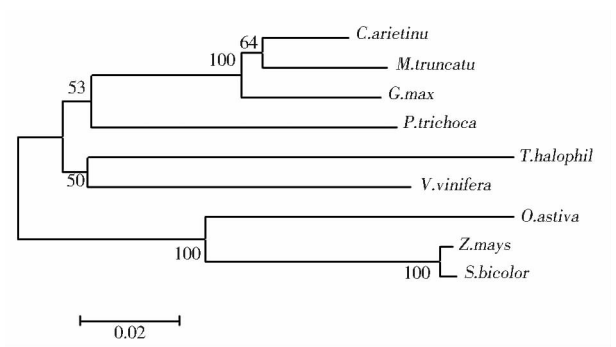 C.arietinu
64
100
M.truncatu
53
G.max
P.trichoca
T.halophil
50
V.vinifera
O.astiva
100
Z.mays
100
S.bicolor
0.02